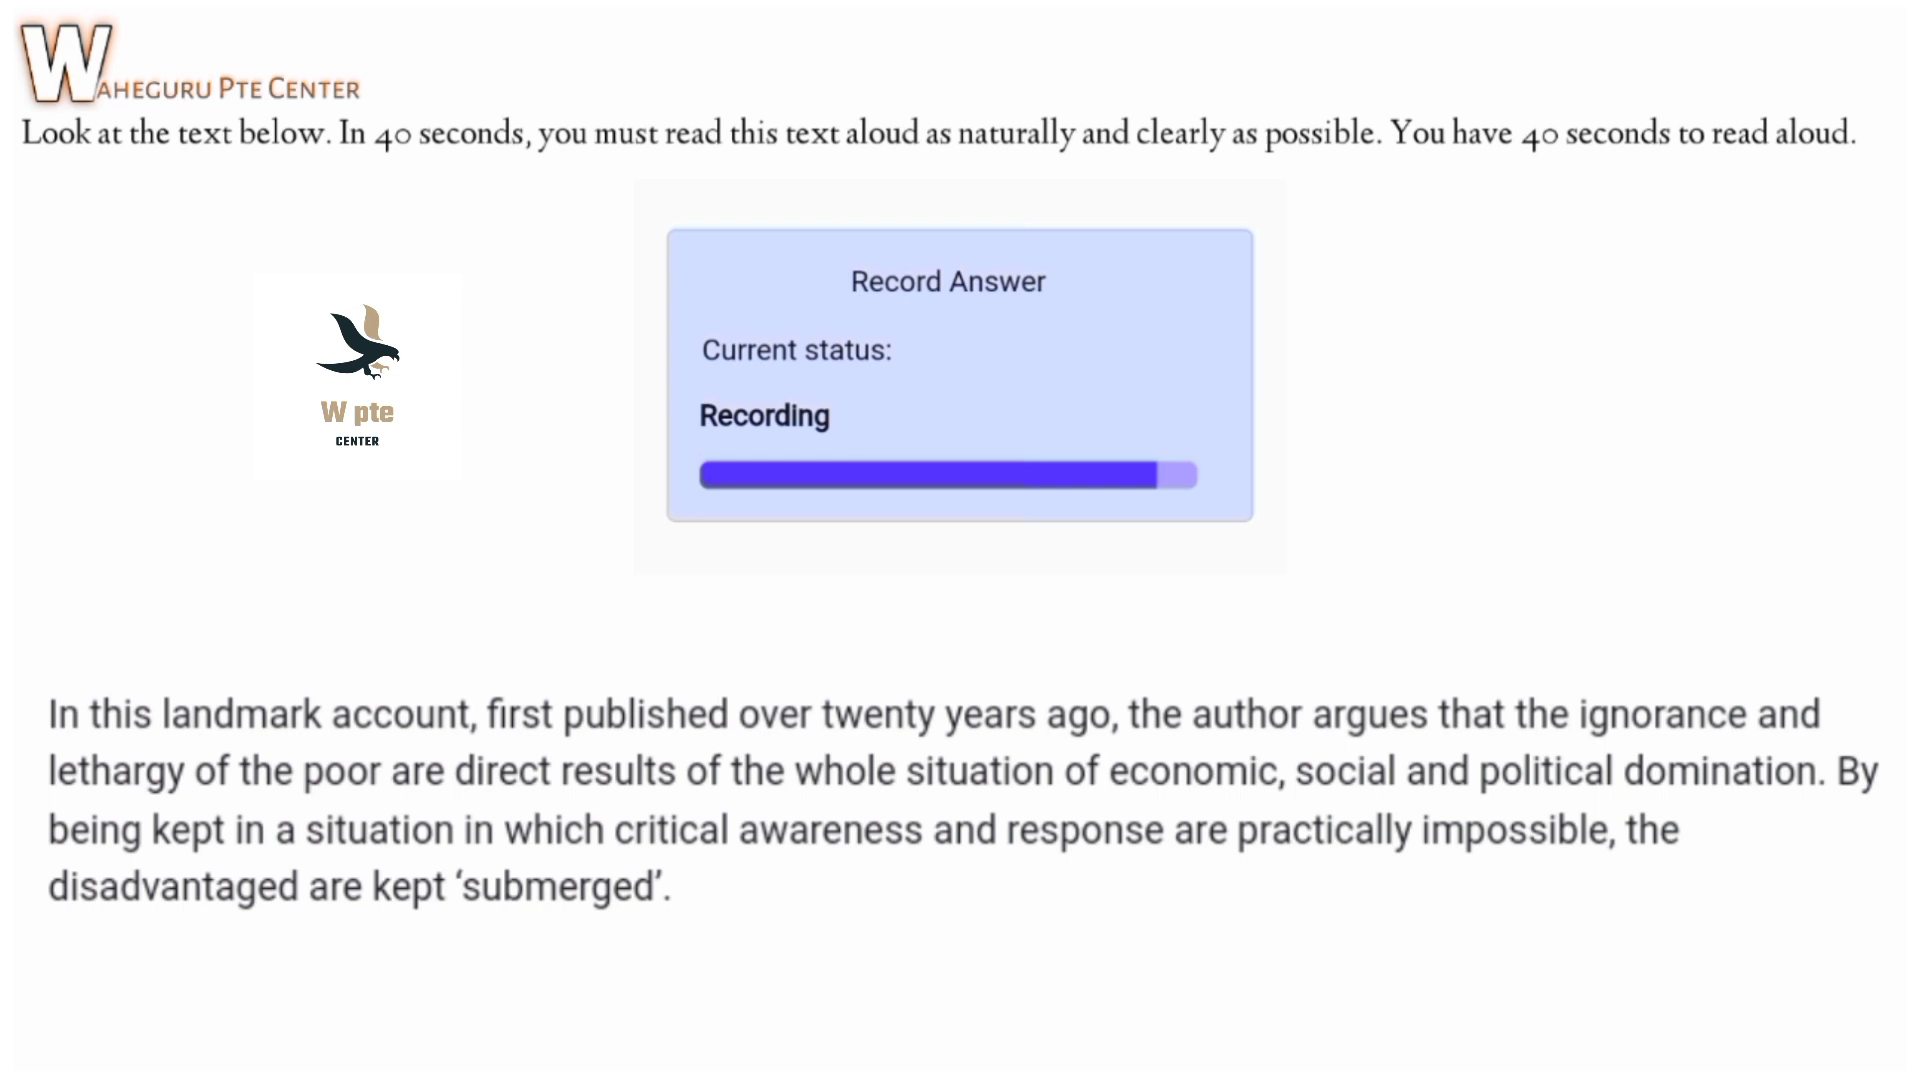 WAHEGURU PTE CENTER
Look at the text below. In 40 seconds, you must read this text aloud as naturally and clearly as possible. You have 40 seconds to read aloud.
Record Answer
Current status:
Recording
W pte
CENTER
In this landmark account, first published over twenty years ago, the author argues that the ignorance and
lethargy of the poor are direct results of the whole situation of economic, social and political domination. By
being kept in a situation in which critical awareness and response are practically impossible, the
disadvantaged are kept ‘submerged’.